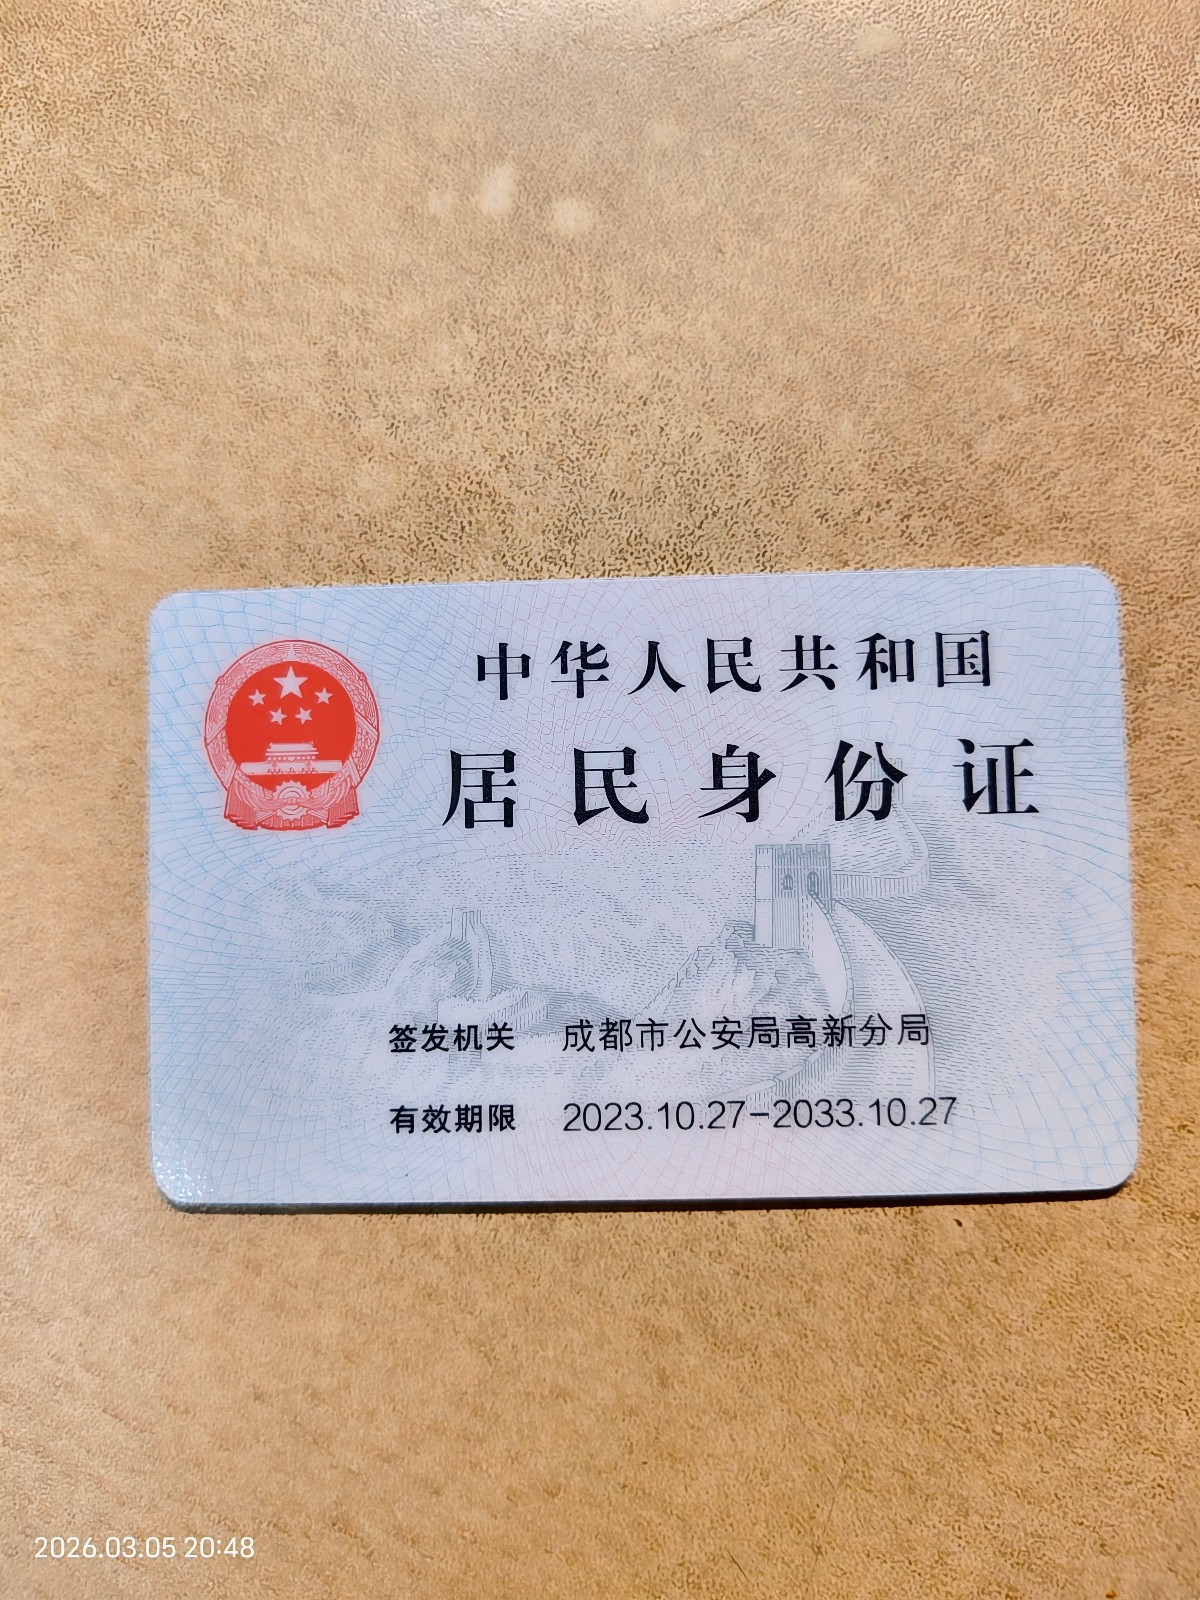 中华人民共和国
居民身份证
签发机关 成都市公安局高新分局
有效期限 2023.10.27-2033.10.27
2026.03.05 20:48